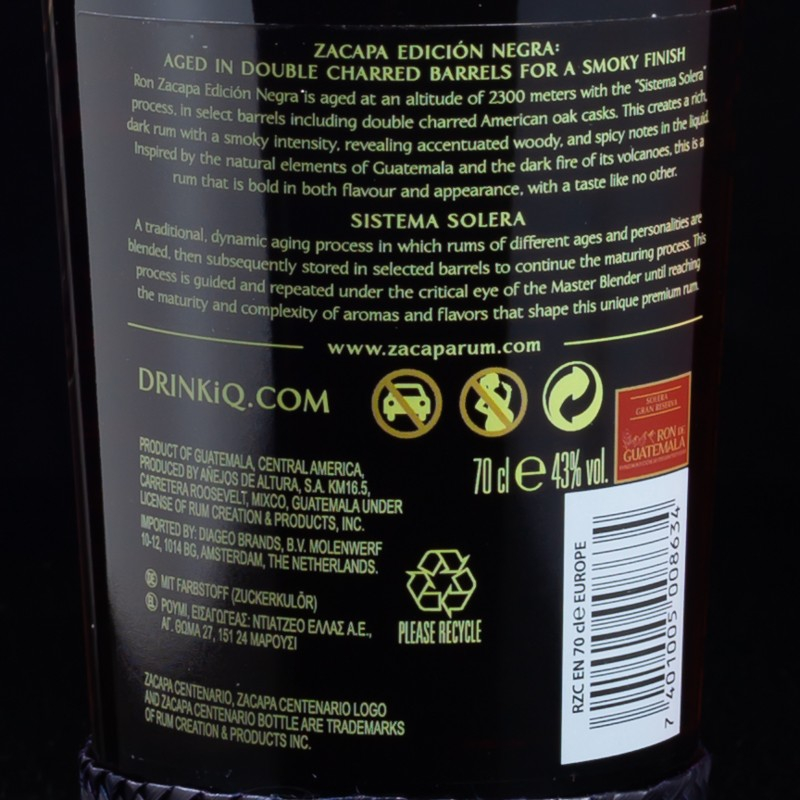 ZACAPA EDICIÓN NEGRA:
AGED IN DOUBLE CHARRED BARRELS FOR A SMOKY FINISH
Ron Zacapa Edición Negra is aged at an altitude of 2300 meters with the "Sistema Solera"
process, in select barrels including double charred American oak casks. This creates a rich,
dark rum with a smoky intensity, revealing accentuated woody, and spicy notes in the liquid.
Inspired by the natural elements of Guatemala and the dark fire of its volcanoes, this is a
rum that is bold in both flavour and appearance, with a taste like no other.
SISTEMA SOLERA
A traditional, dynamic aging process in which rums of different ages and personalities are
blended, then subsequently stored in selected barrels to continue the maturing process. This
process is guided and repeated under the critical eye of the Master Blender until reaching
the maturity and complexity of aromas and flavors that shape this unique premium rum.
www.zacaparum.com
DRINKiQ.COM
SOLERA
GRAN RESERVA
RON DE
GUATEMALA
70 cl e 43% vol.
PRODUCT OF GUATEMALA, CENTRAL AMERICA,
PRODUCED BY AÑEJOS DE ALTURA, S.A. KM16.5,
CARRETERA ROOSEVELT, MIXCO, GUATEMALA UNDER
LICENSE OF RUM CREATION & PRODUCTS, INC.
IMPORTED BY: DIAGEO BRANDS, B.V. MOLENWERF
10-12, 1014 BG, AMSTERDAM, THE NETHERLANDS.
DE MIT FARBSTOFF (ZUCKERKULÖR)
EL ΡΟΥΜΙ, ΕΙΣΑΓΩΓΕΑΣ: ΝΤΙΑΤΖΕΟ ΕΛΛΑΣ Α.Ε.,
ΑΓ. ΘΩΜΑ 27, 151 24 ΜΑΡΟΥΣΙ
PLEASE RECYCLE
ZACAPA CENTENARIO, ZACAPA CENTENARIO LOGO
AND ZACAPA CENTENARIO BOTTLE ARE TRADEMARKS
OF RUM CREATION & PRODUCTS INC.
RZC EN 70 cle EUROPE
7 401005 008634